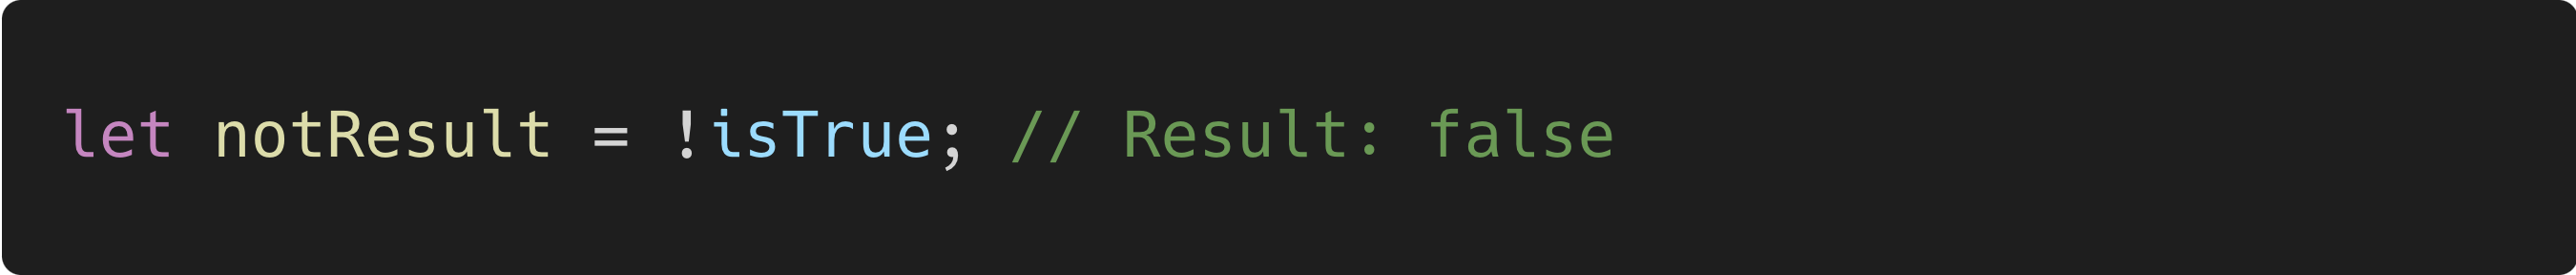 let notResult = !isTrue; // Result: false